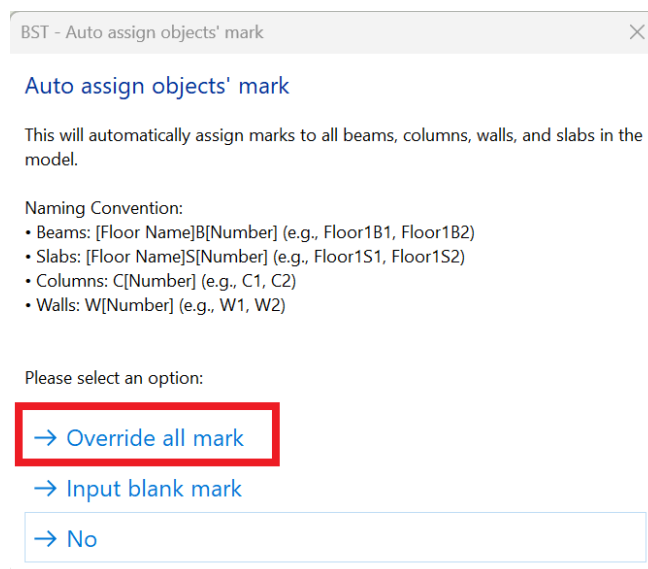 BST - Auto assign objects' mark
Auto assign objects' mark
This will automatically assign marks to all beams, columns, walls, and slabs in the
model.
Naming Convention:
• Beams: [Floor Name]B[Number] (e.g., Floor1B1, Floor1B2)
• Slabs: [Floor Name]S[Number] (e.g., Floor1S1, Floor1S2)
• Columns: C[Number] (e.g., C1, C2)
• Walls: W[Number] (e.g., W1, W2)
Please select an option:
→ Override all mark
→ Input blank mark
→ No